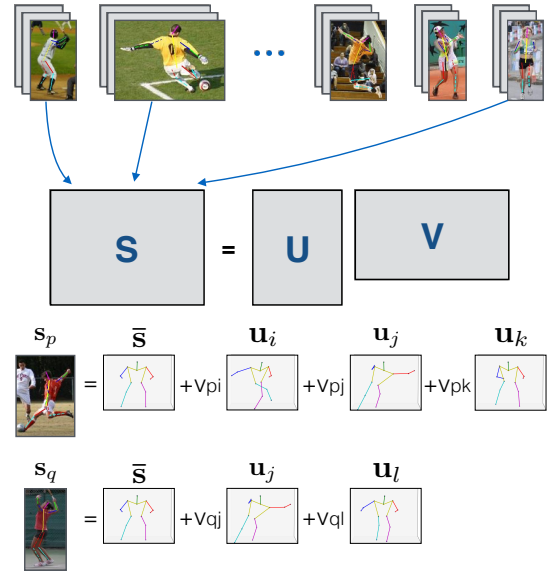 ...
S = U V
s_p s̅ u_i u_j u_k
= +vpi +vpj +vpk
s_q s̅ u_j u_l
= +vqj +vql